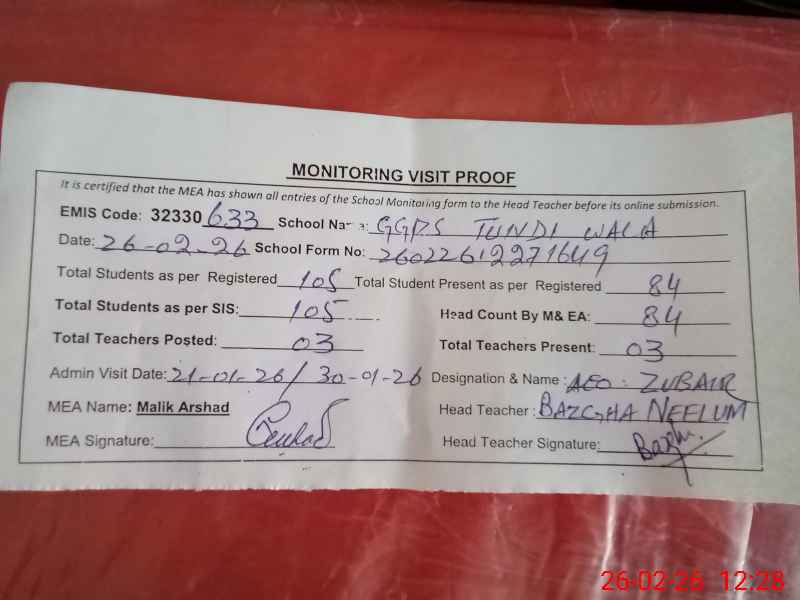 MONITORING VISIT PROOF
It is certified that the MEA has shown all entries of the School Monitoring form to the Head Teacher before its online submission.
EMIS Code: 32330633 School Name: GGPS TUNDI WALA
Date: 26-02-26 School Form No: 26022612271649
Total Students as per Registered 105 Total Student Present as per Registered 84
Total Students as per SIS: 105 Head Count By M& EA: 84
Total Teachers Posted: 03 Total Teachers Present: 03
Admin Visit Date: 21-01-26/ 30-01-26 Designation & Name: AEO: ZUBAIR
MEA Name: Malik Arshad Head Teacher: BAZGHA NEELUM
MEA Signature: Head Teacher Signature:
26-02-26 12:28